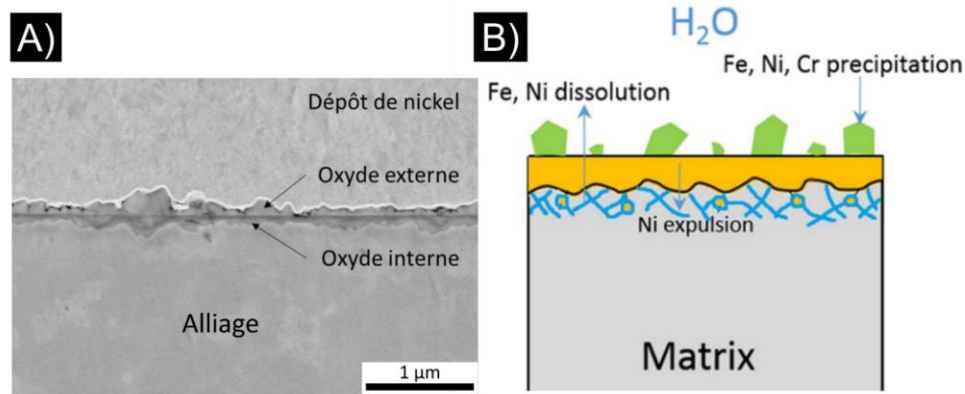 A)
Dépôt de nickel
Oxyde externe
Oxyde interne
Alliage
1 µm
B)
H₂O
Fe, Ni, Cr precipitation
Fe, Ni dissolution
Ni expulsion
Matrix